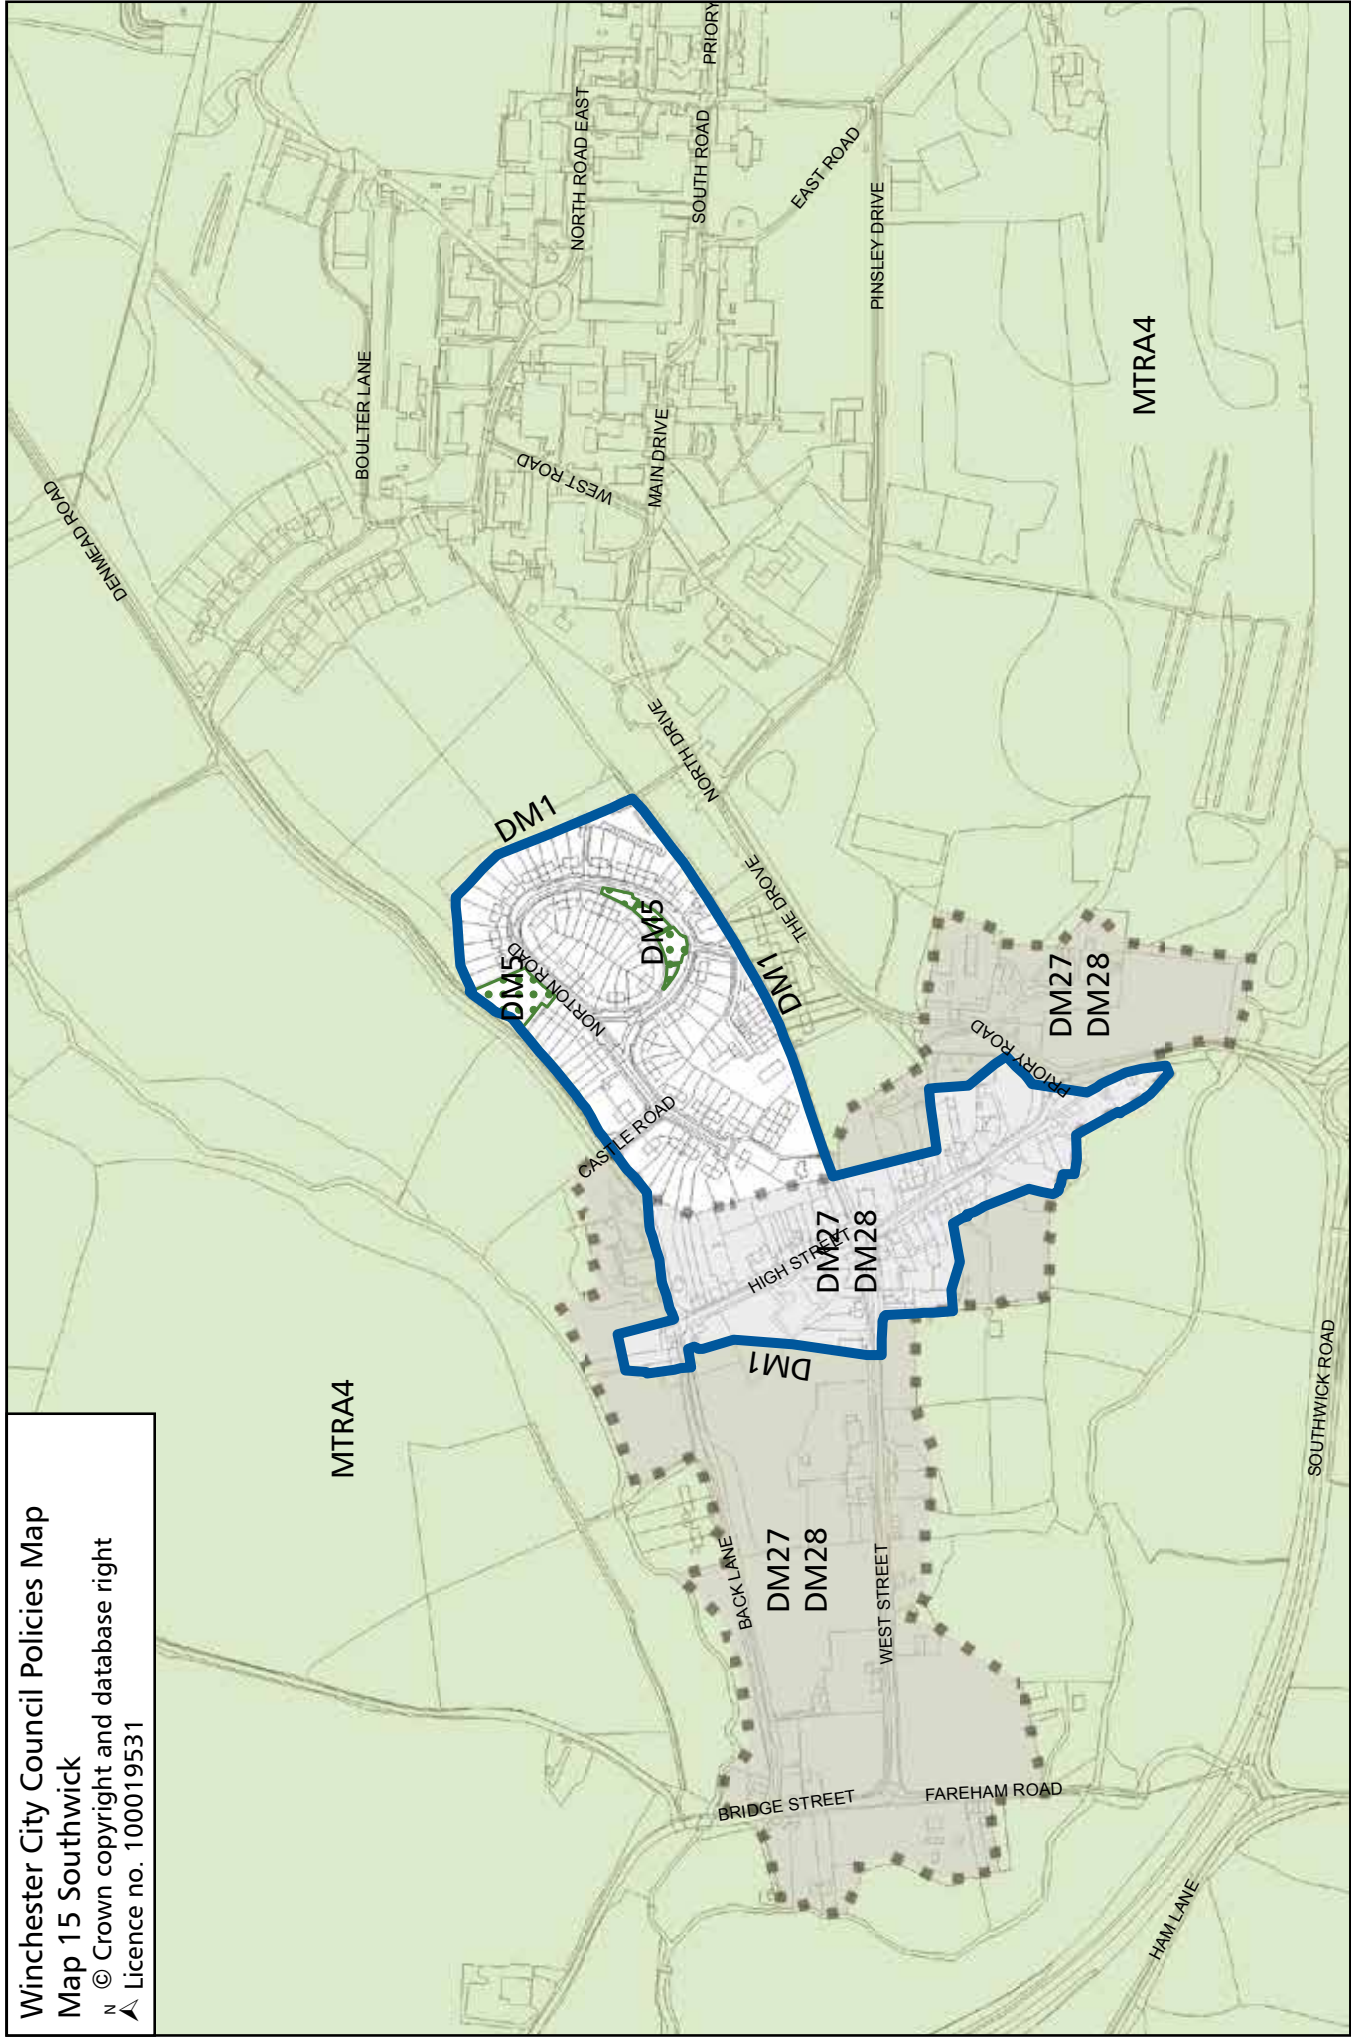 Winchester City Council Policies Map
Map 15 Southwick
N
© Crown copyright and database right
Licence no. 100019531
MTRA4
DENMEAD ROAD
BOULTER LANE
NORTH ROAD EAST
PRIORY
SOUTH ROAD
EAST ROAD
PINSLEY DRIVE
WEST ROAD
MAIN DRIVE
MTRA4
NORTH DRIVE
THE DROVE
DM1
DM5
DM5
NORTON ROAD
DM1
CASTLE ROAD
PRIORY ROAD
DM27
DM28
HIGH STREET
DM27
DM28
DM1
BACK LANE
DM27
DM28
WEST STREET
BRIDGE STREET
FAREHAM ROAD
HAM LANE
SOUTHWICK ROAD